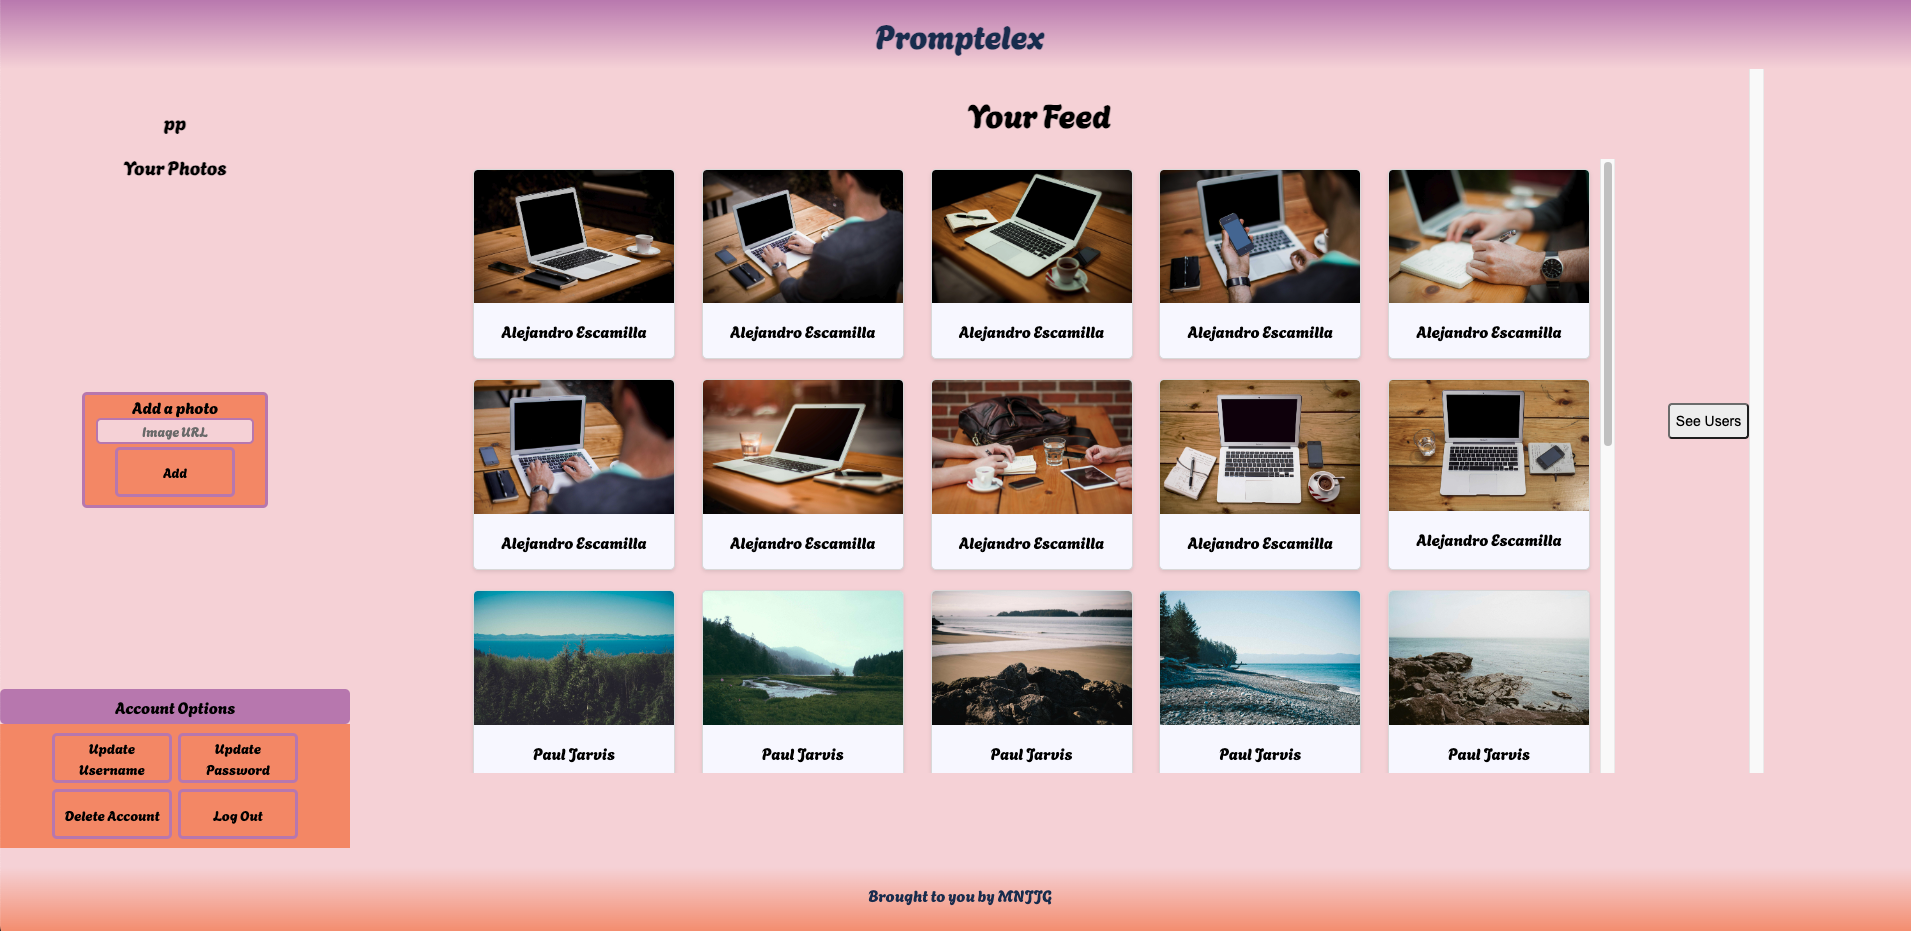 Promptelex
pp
Your Photos
Add a photo
Image URL
Add
Account Options
Update
Username
Update
Password
Delete Account
Log Out
Your Feed
Alejandro Escamilla
Alejandro Escamilla
Alejandro Escamilla
Alejandro Escamilla
Alejandro Escamilla
Alejandro Escamilla
Alejandro Escamilla
Alejandro Escamilla
Alejandro Escamilla
Alejandro Escamilla
Paul Jarvis
Paul Jarvis
Paul Jarvis
Paul Jarvis
Paul Jarvis
See Users
Brought to you by MNJJG